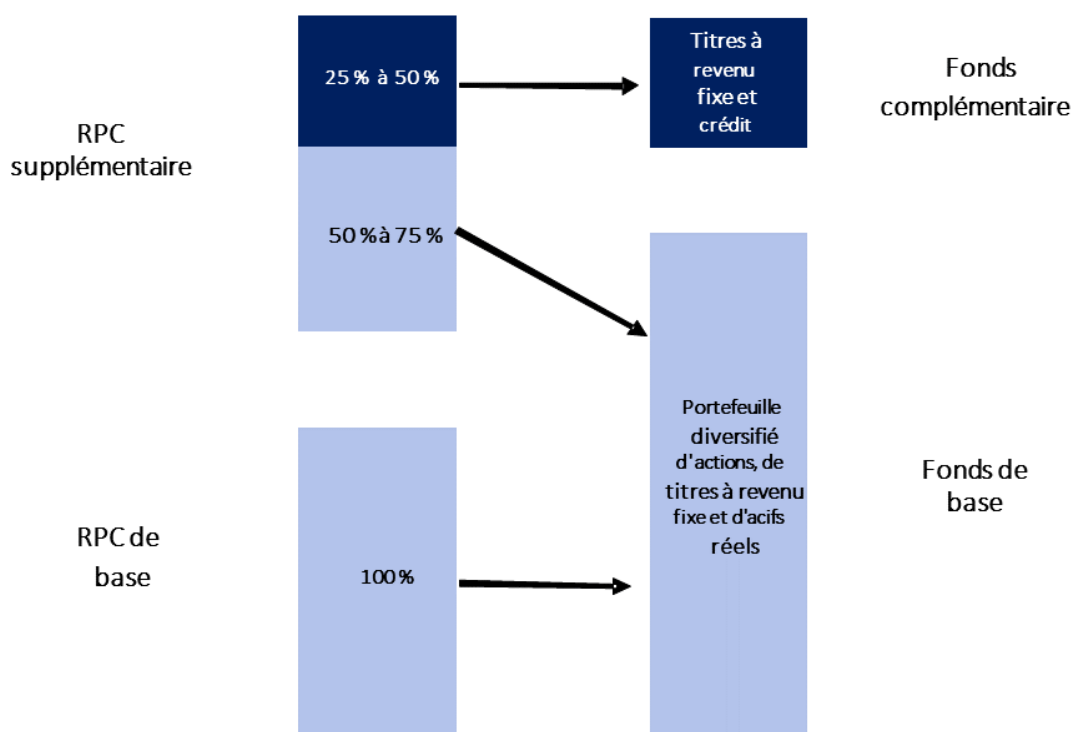 RPC
supplémentaire
25 % à 50 %
50 % à 75 %
Titres à
revenu
fixe et
crédit
Fonds
complémentaire
RPC de
base
100 %
Portefeuille
diversifié
d'actions, de
titres à revenu
fixe et d'acifs
réels
Fonds de
base